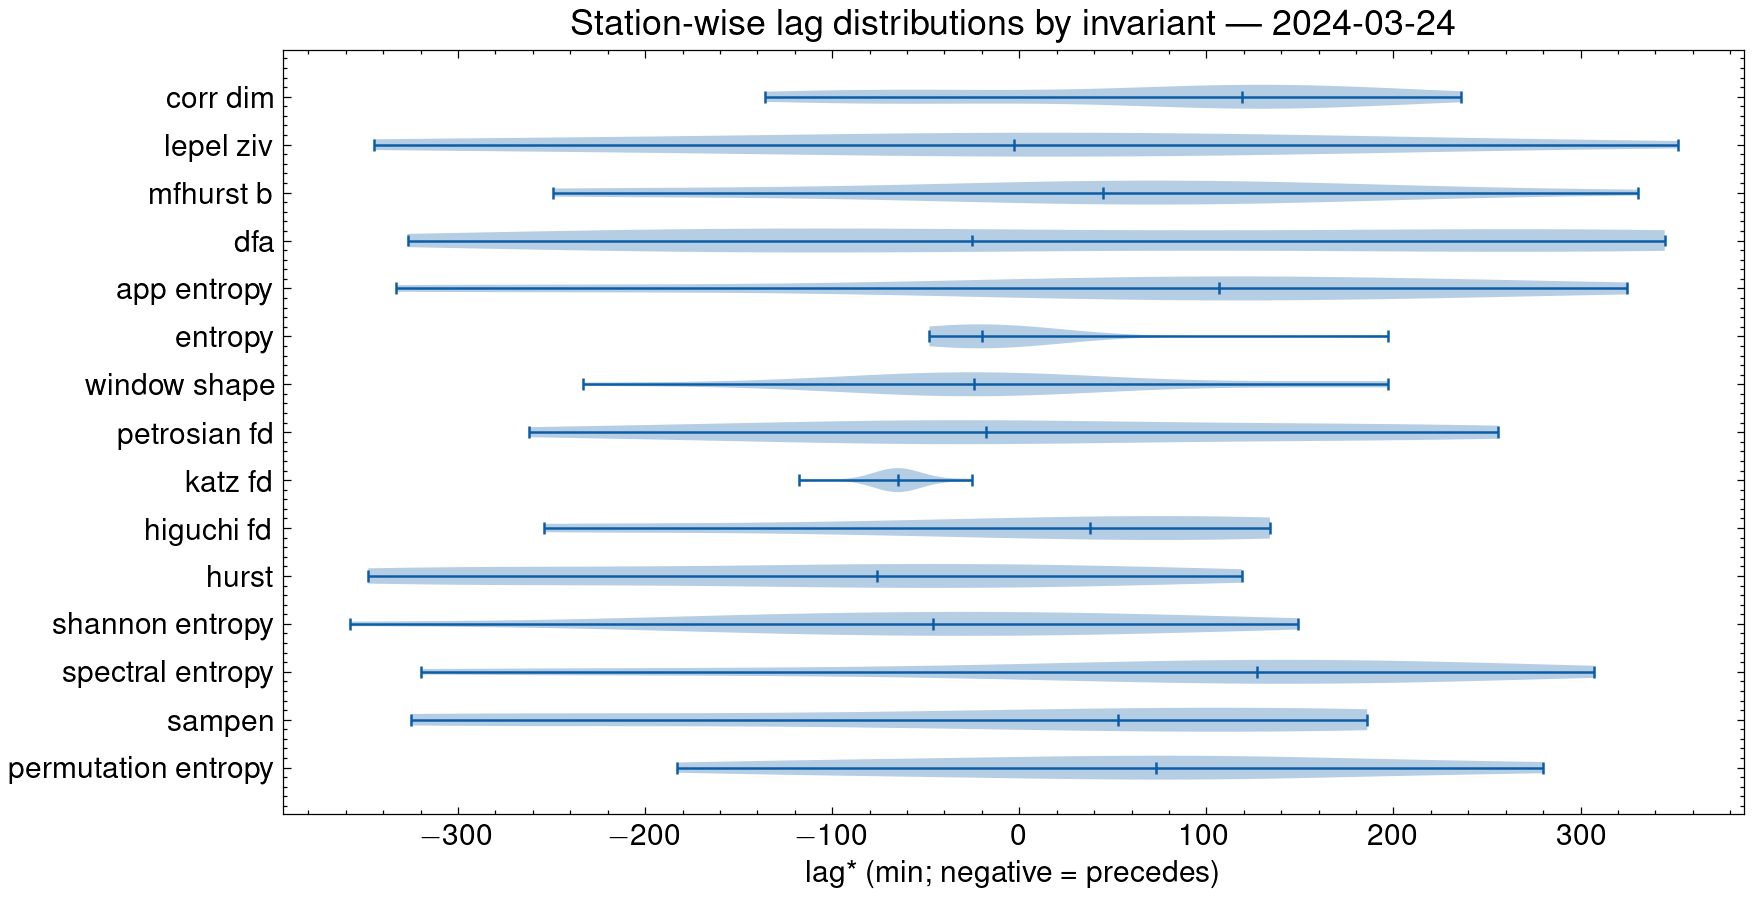 Station-wise lag distributions by invariant — 2024-03-24
corr dim
lepel ziv
mfhurst b
dfa
app entropy
entropy
window shape
petrosian fd
katz fd
higuchi fd
hurst
shannon entropy
spectral entropy
sampen
permutation entropy
−300 −200 −100 0 100 200 300
lag* (min; negative = precedes)